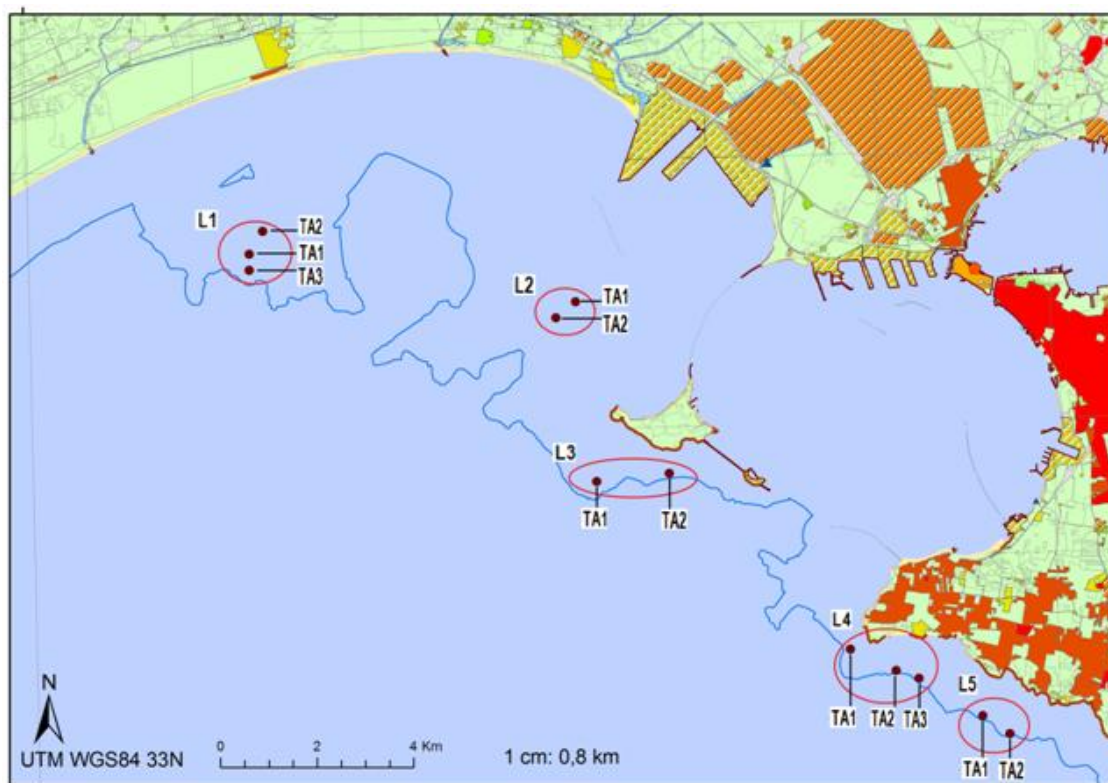 L1
TA2
TA1
TA3
L2
TA1
TA2
L3
TA1
TA2
L4
TA1
TA2
TA3
L5
TA1
TA2
N
UTM WGS84 33N
0 2 4 Km
1 cm: 0,8 km